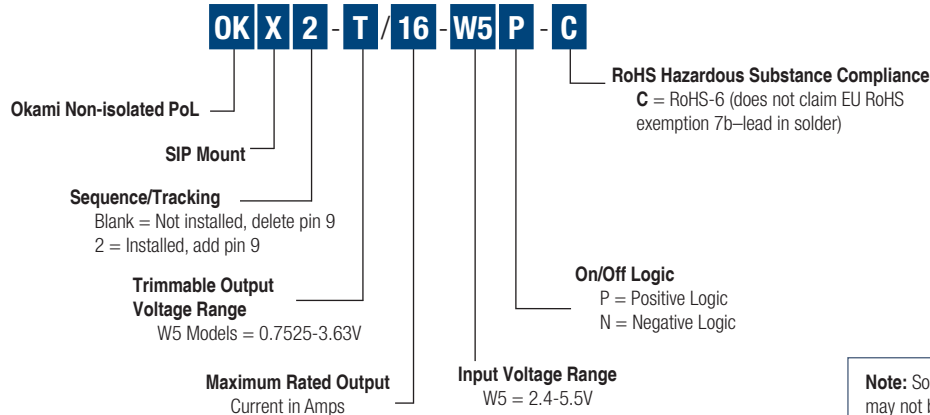 OK X 2 - T / 16 - W5 P - C
RoHS Hazardous Substance Compliance
C = RoHS-6 (does not claim EU RoHS
exemption 7b–lead in solder)
Okami Non-isolated PoL
SIP Mount
Sequence/Tracking
Blank = Not installed, delete pin 9
2 = Installed, add pin 9
On/Off Logic
P = Positive Logic
N = Negative Logic
Trimmable Output
Voltage Range
W5 Models = 0.7525-3.63V
Input Voltage Range
W5 = 2.4-5.5V
Maximum Rated Output
Current in Amps
Note: So
may not